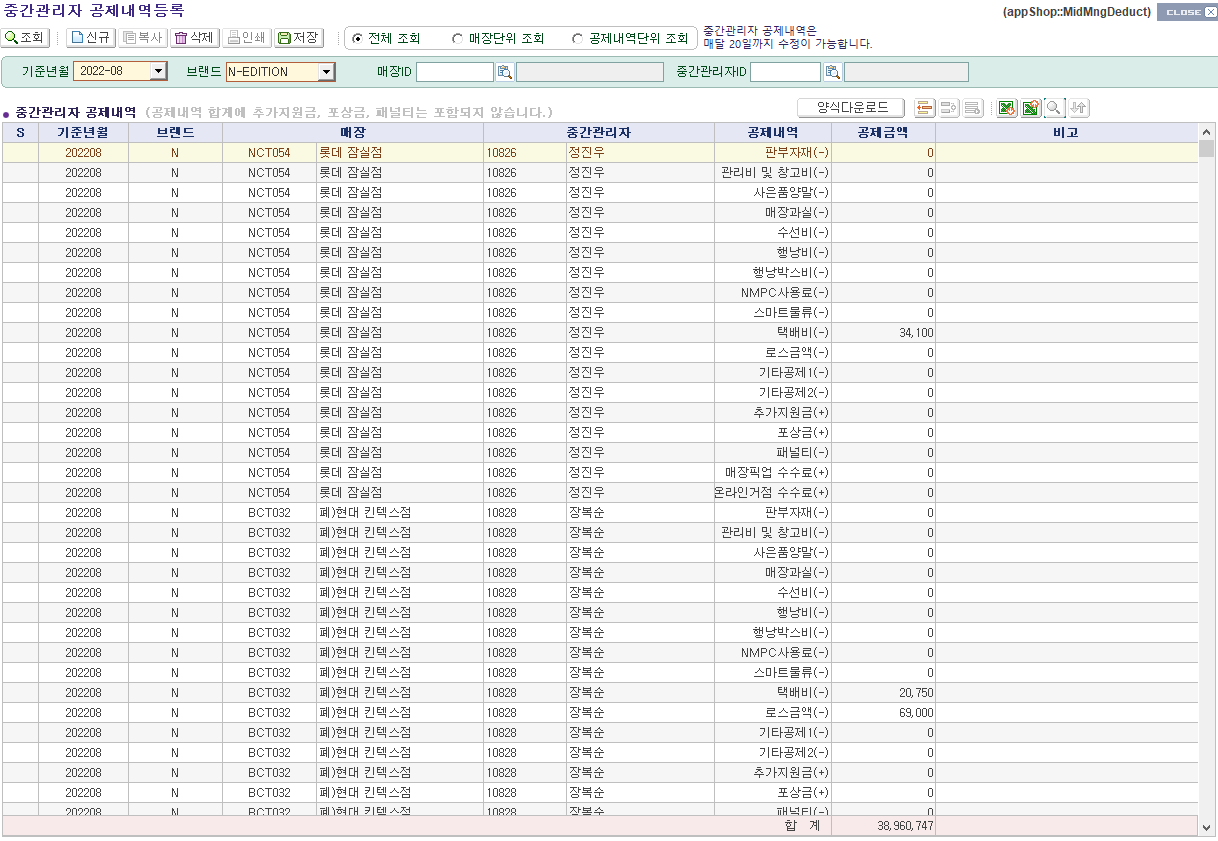 중간관리자 공제내역등록
(appShop::MidMngDeduct) CLOSE
조회 신규 복사 삭제 인쇄 저장 전체 조회 매장단위 조회 공제내역단위 조회
중간관리자 공제내역은
매달 20일까지 수정이 가능합니다.
기준년월 2022-08 브랜드 N-EDITION 매장ID 중간관리자ID
중간관리자 공제내역 (공제내역 합계에 추가지원금, 포상금, 패널티는 포함되지 않습니다.) 양식다운로드
S 기준년월 브랜드 매장 중간관리자 공제내역 공제금액 비고
202208 N NCT054 롯데 잠실점 10826 정진우 판부자재(-) 0
202208 N NCT054 롯데 잠실점 10826 정진우 관리비 및 창고비(-) 0
202208 N NCT054 롯데 잠실점 10826 정진우 사은품양말(-) 0
202208 N NCT054 롯데 잠실점 10826 정진우 매장과실(-) 0
202208 N NCT054 롯데 잠실점 10826 정진우 수선비(-) 0
202208 N NCT054 롯데 잠실점 10826 정진우 행낭비(-) 0
202208 N NCT054 롯데 잠실점 10826 정진우 행낭박스비(-) 0
202208 N NCT054 롯데 잠실점 10826 정진우 NMPC사용료(-) 0
202208 N NCT054 롯데 잠실점 10826 정진우 스마트물류(-) 0
202208 N NCT054 롯데 잠실점 10826 정진우 택배비(-) 34,100
202208 N NCT054 롯데 잠실점 10826 정진우 로스금액(-) 0
202208 N NCT054 롯데 잠실점 10826 정진우 기타공제1(-) 0
202208 N NCT054 롯데 잠실점 10826 정진우 기타공제2(-) 0
202208 N NCT054 롯데 잠실점 10826 정진우 추가지원금(+) 0
202208 N NCT054 롯데 잠실점 10826 정진우 포상금(+) 0
202208 N NCT054 롯데 잠실점 10826 정진우 패널티(-) 0
202208 N NCT054 롯데 잠실점 10826 정진우 매장픽업 수수료(+) 0
202208 N NCT054 롯데 잠실점 10826 정진우 온라인거점 수수료(+) 0
202208 N BCT032 폐)현대 킨텍스점 10828 장복순 판부자재(-) 0
202208 N BCT032 폐)현대 킨텍스점 10828 장복순 관리비 및 창고비(-) 0
202208 N BCT032 폐)현대 킨텍스점 10828 장복순 사은품양말(-) 0
202208 N BCT032 폐)현대 킨텍스점 10828 장복순 매장과실(-) 0
202208 N BCT032 폐)현대 킨텍스점 10828 장복순 수선비(-) 0
202208 N BCT032 폐)현대 킨텍스점 10828 장복순 행낭비(-) 0
202208 N BCT032 폐)현대 킨텍스점 10828 장복순 행낭박스비(-) 0
202208 N BCT032 폐)현대 킨텍스점 10828 장복순 NMPC사용료(-) 0
202208 N BCT032 폐)현대 킨텍스점 10828 장복순 스마트물류(-) 0
202208 N BCT032 폐)현대 킨텍스점 10828 장복순 택배비(-) 20,750
202208 N BCT032 폐)현대 킨텍스점 10828 장복순 로스금액(-) 69,000
202208 N BCT032 폐)현대 킨텍스점 10828 장복순 기타공제1(-) 0
202208 N BCT032 폐)현대 킨텍스점 10828 장복순 기타공제2(-) 0
202208 N BCT032 폐)현대 킨텍스점 10828 장복순 추가지원금(+) 0
202208 N BCT032 폐)현대 킨텍스점 10828 장복순 포상금(+) 0
202208 N BCT032 폐)현대 킨텍스점 10828 장복순 패널티(-) 0
합 계 38,960,747